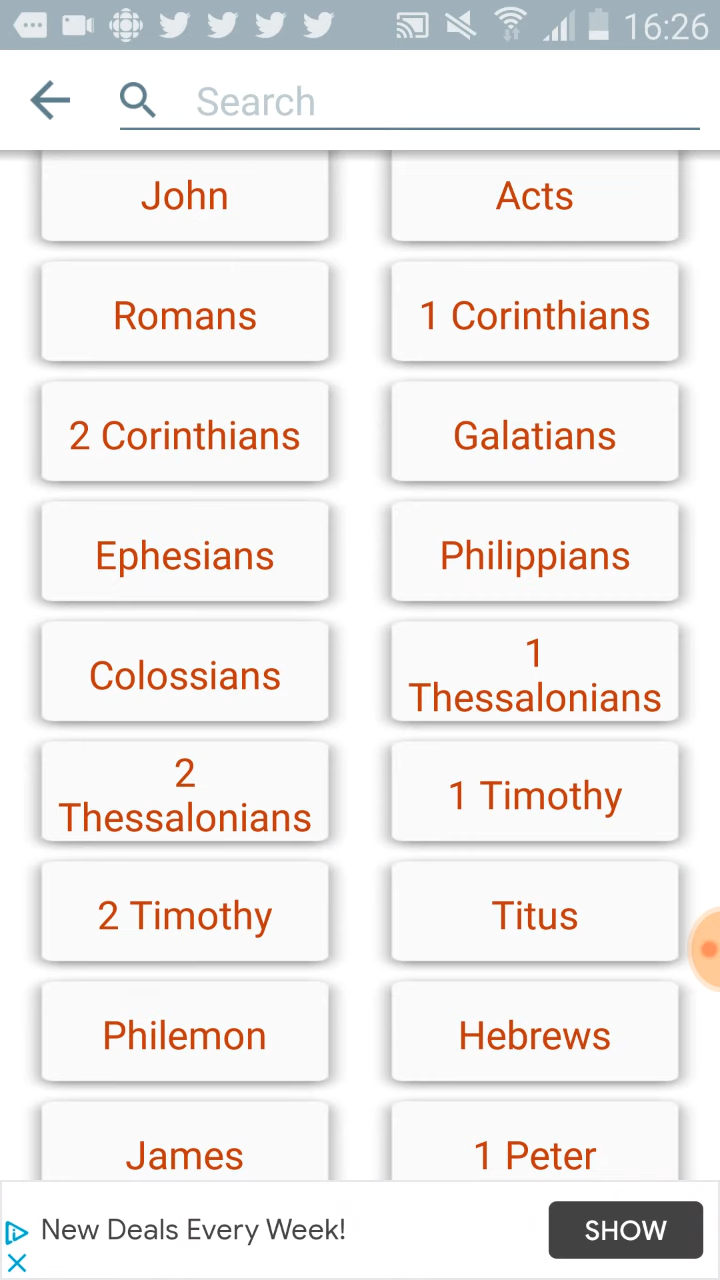 16:26
Search
John
Acts
Romans
1 Corinthians
2 Corinthians
Galatians
Ephesians
Philippians
Colossians
1
Thessalonians
2
Thessalonians
1 Timothy
2 Timothy
Titus
Philemon
Hebrews
James
1 Peter
New Deals Every Week!
SHOW